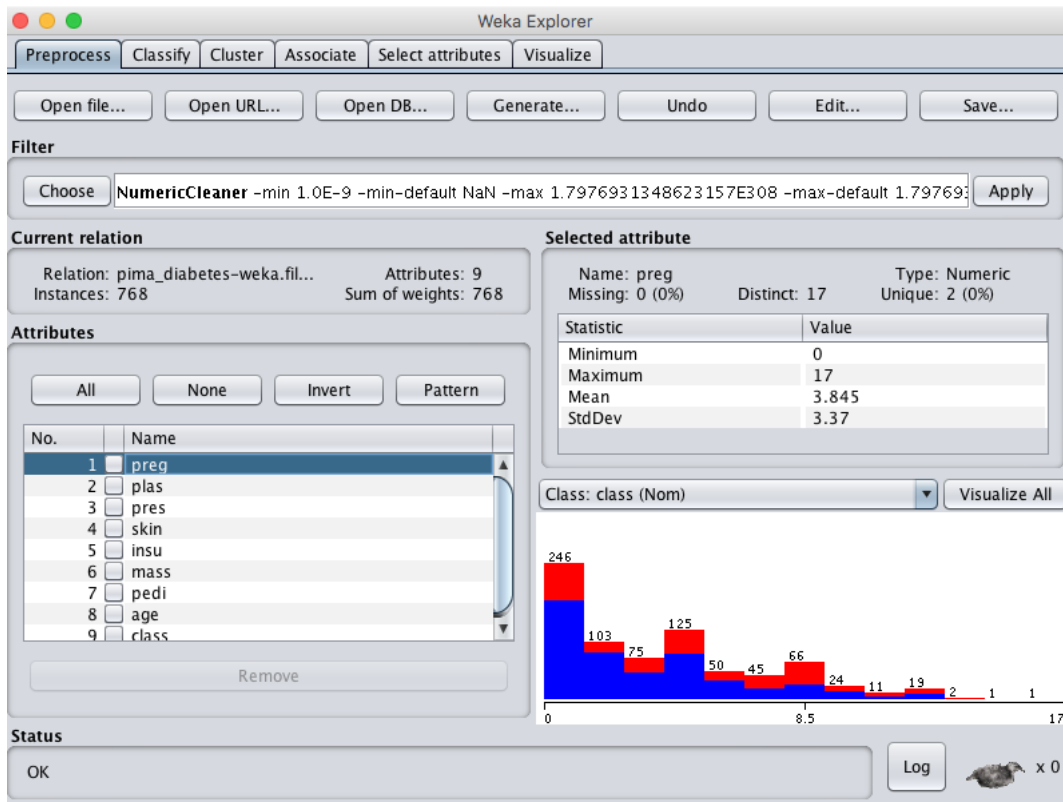 Weka Explorer
Preprocess Classify Cluster Associate Select attributes Visualize
Open file... Open URL... Open DB... Generate... Undo Edit... Save...
Filter
Choose NumericCleaner -min 1.0E-9 -min-default NaN -max 1.7976931348623157E308 -max-default 1.79769 Apply
Current relation
Relation: pima_diabetes-weka.fil... Attributes: 9
Instances: 768 Sum of weights: 768
Attributes
All None Invert Pattern
No. Name
1 preg
2 plas
3 pres
4 skin
5 insu
6 mass
7 pedi
8 age
9 class
Remove
Selected attribute
Name: preg Type: Numeric
Missing: 0 (0%) Distinct: 17 Unique: 2 (0%)
Statistic Value
Minimum 0
Maximum 17
Mean 3.845
StdDev 3.37
Class: class (Nom) Visualize All
246 103 75 125 50 45 66 24 11 19 2 1 1
0 8.5 17
Status
OK Log x 0